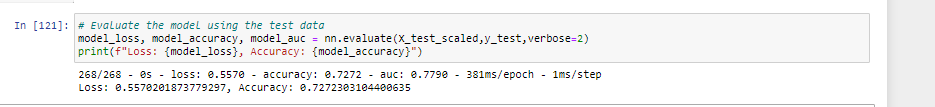 In [121]: # Evaluate the model using the test data
model_loss, model_accuracy, model_auc = nn.evaluate(X_test_scaled,y_test,verbose=2)
print(f"Loss: {model_loss}, Accuracy: {model_accuracy}")
268/268 - 0s - loss: 0.5570 - accuracy: 0.7272 - auc: 0.7790 - 381ms/epoch - 1ms/step
Loss: 0.5570201873779297, Accuracy: 0.7272303104400635